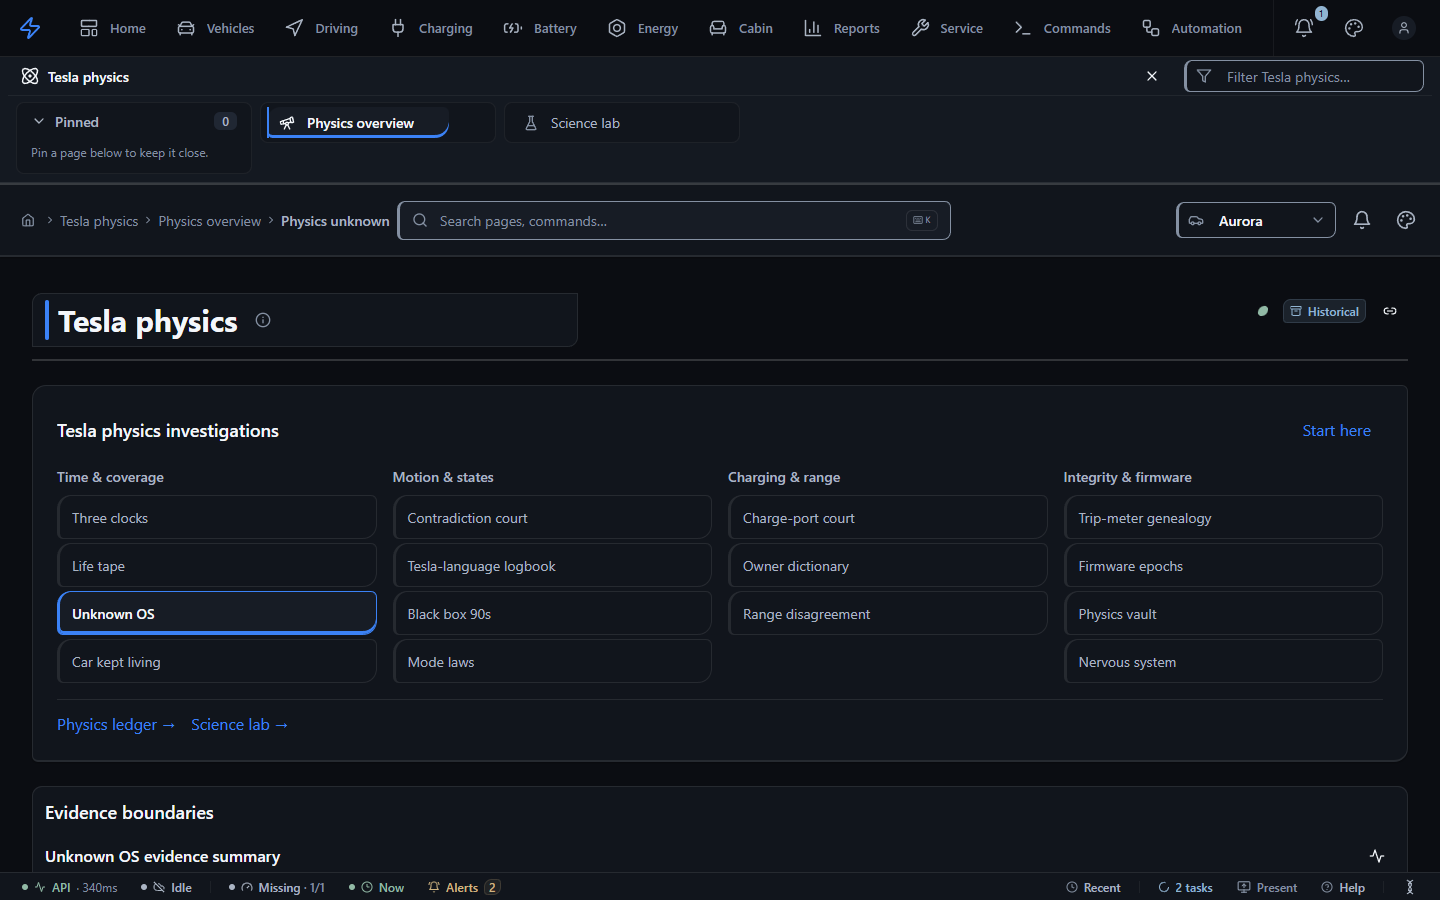 Home Vehicles Driving Charging Battery Energy Cabin Reports Service Commands Automation 1
Tesla physics Filter Tesla physics...
Pinned 0 Physics overview Science lab
Pin a page below to keep it close.
Tesla physics Physics overview Physics unknown Search pages, commands... K Aurora
Tesla physics Historical
Tesla physics investigations Start here
Time & coverage Motion & states Charging & range Integrity & firmware
Three clocks Contradiction court Charge-port court Trip-meter genealogy
Life tape Tesla-language logbook Owner dictionary Firmware epochs
Unknown OS Black box 90s Range disagreement Physics vault
Car kept living Mode laws Nervous system
Physics ledger → Science lab →
Evidence boundaries
Unknown OS evidence summary
API · 340ms Idle Missing · 1/1 Now Alerts 2 Recent 2 tasks Present Help